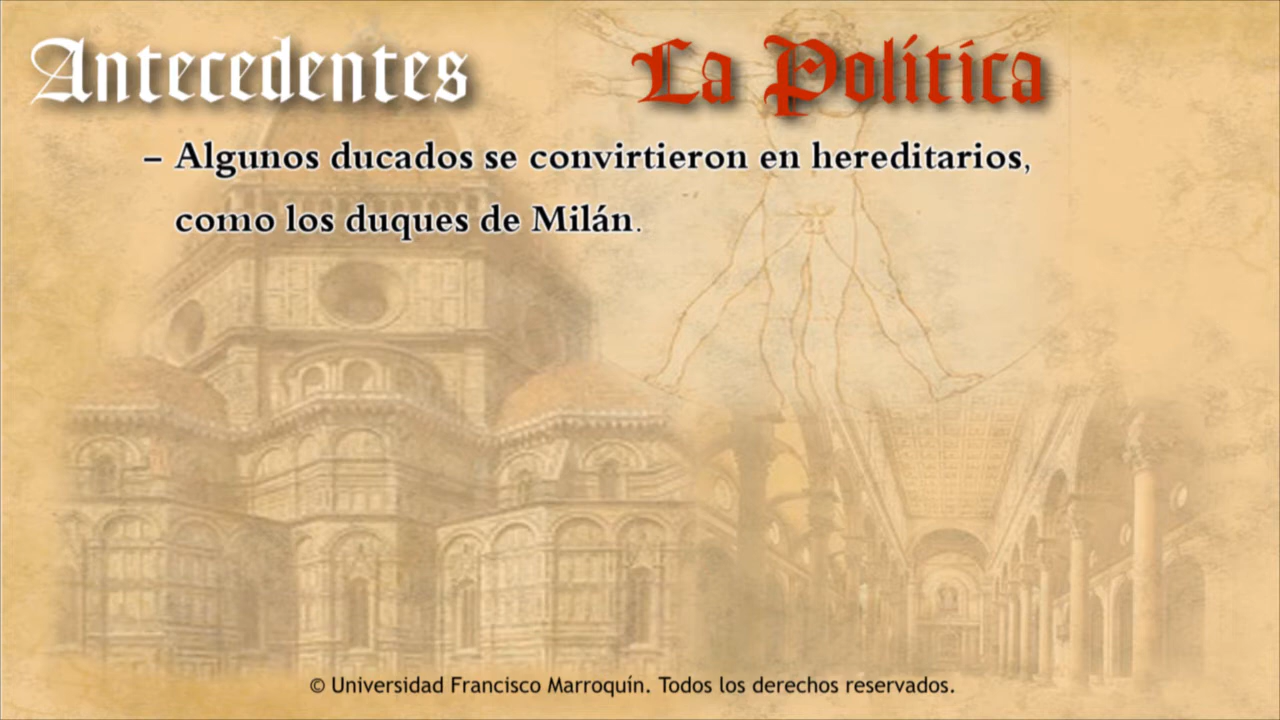 Antecedentes
La Política
– Algunos ducados se convirtieron en hereditarios,
como los duques de Milán.
© Universidad Francisco Marroquín. Todos los derechos reservados.